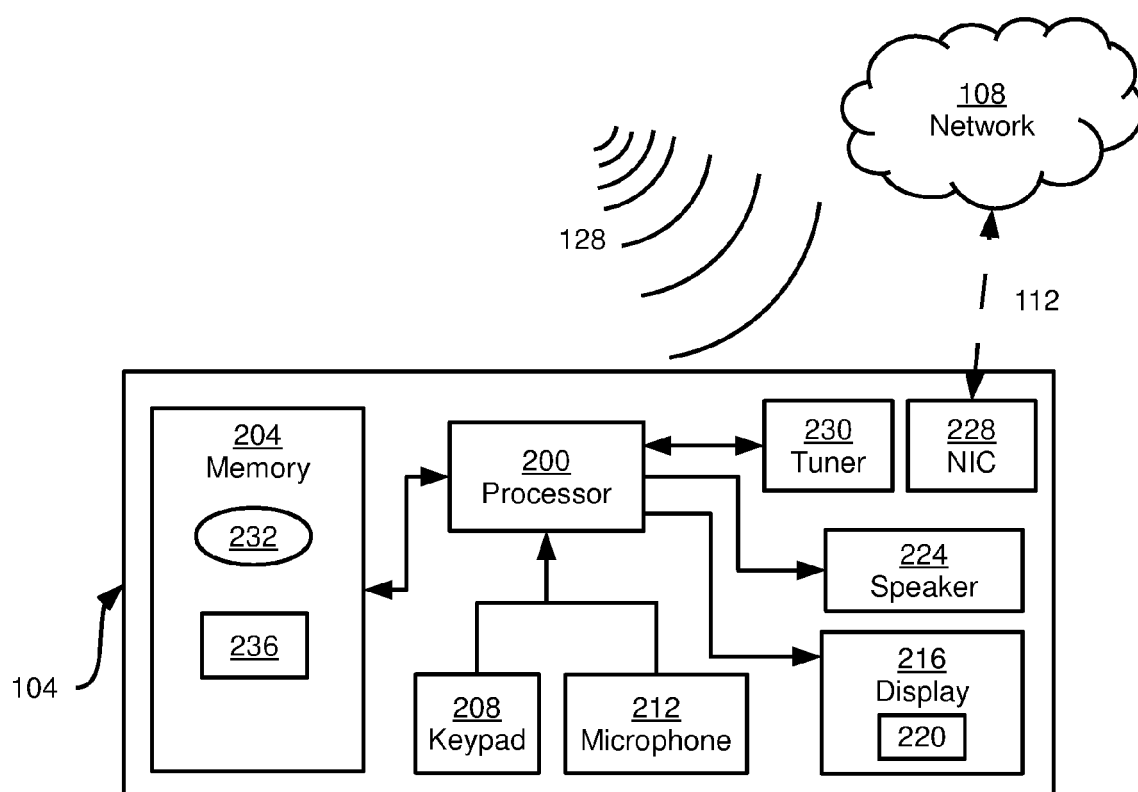 108
Network
128
112
204
Memory
200
Processor
230
Tuner
228
NIC
232
224
Speaker
236
216
Display
220
104
208
Keypad
212
Microphone